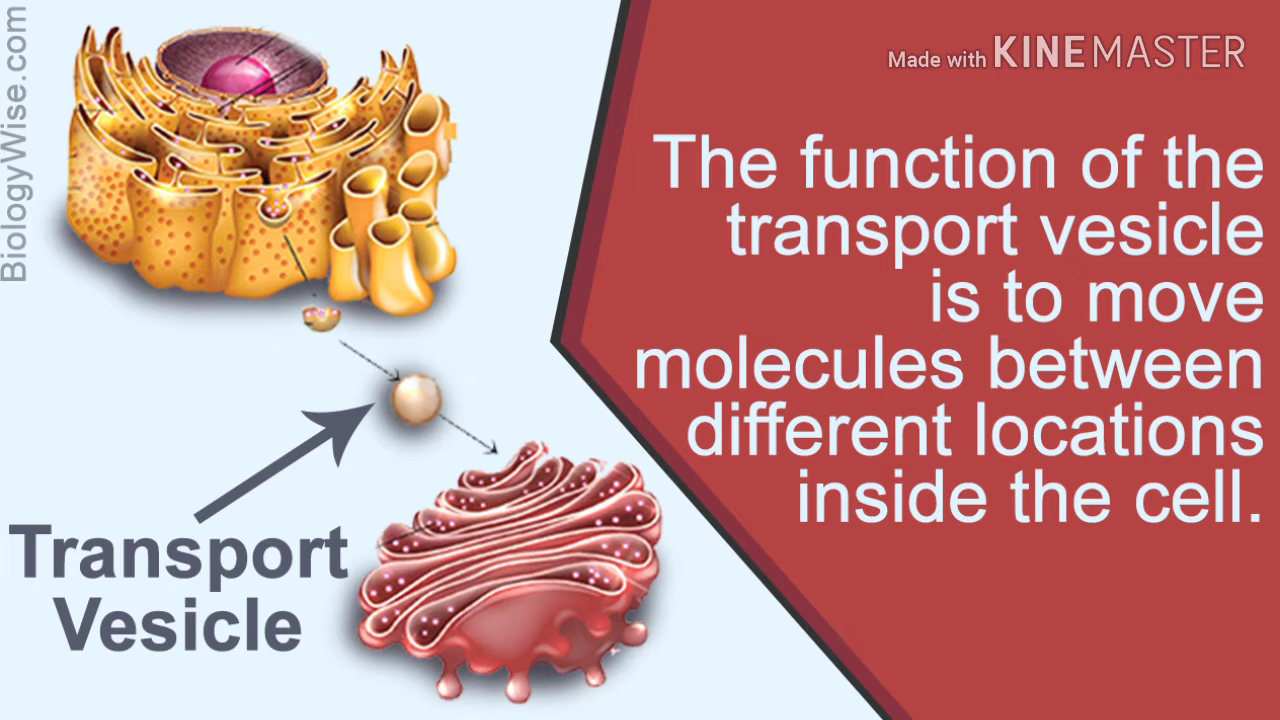 BiologyWise.com
Made with KINEMASTER
The function of the
transport vesicle
is to move
molecules between
different locations
inside the cell.
Transport
Vesicle